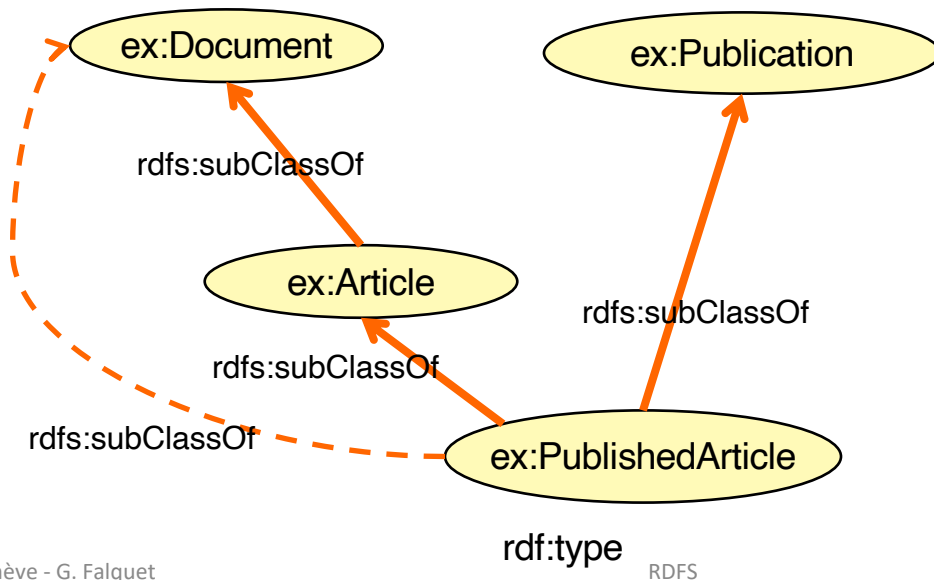 ex:Document
ex:Publication
rdfs:subClassOf
ex:Article
rdfs:subClassOf
rdfs:subClassOf
rdfs:subClassOf
ex:PublishedArticle
rdf:type
nève - G. Falquet
RDFS